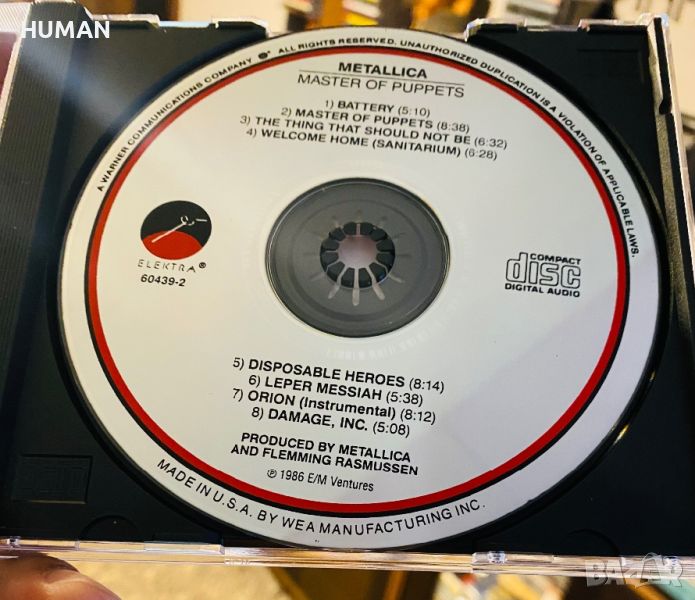 HUMAN
A WARNER COMMUNICATIONS COMPANY ALL RIGHTS RESERVED. UNAUTHORIZED DUPLICATION IS A VIOLATION OF APPLICABLE LAWS.
METALLICA
MASTER OF PUPPETS
1) BATTERY (5:10)
2) MASTER OF PUPPETS (8:38)
3) THE THING THAT SHOULD NOT BE (6:32)
4) WELCOME HOME (SANITARIUM) (6:28)
ELEKTRA®
60439-2
COMPACT
disc
DIGITAL AUDIO
5) DISPOSABLE HEROES (8:14)
6) LEPER MESSIAH (5:38)
7) ORION (Instrumental) (8:12)
8) DAMAGE, INC. (5:08)
PRODUCED BY METALLICA
AND FLEMMING RASMUSSEN
℗ 1986 E/M Ventures
MADE IN U.S.A. BY WEA MANUFACTURING INC.
BAZAR